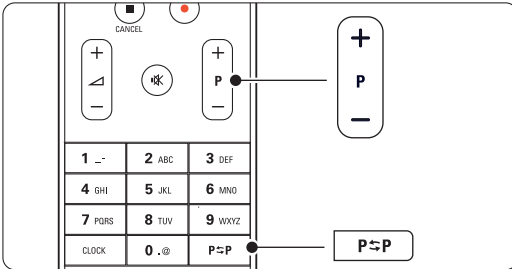 CANCEL
+ +
P
− −
+
P
−
1 _- 2 ABC 3 DEF
4 GHI 5 JKL 6 MNO
7 PQRS 8 TUV 9 WXYZ
CLOCK 0 .@ P⇆P
P⇆P